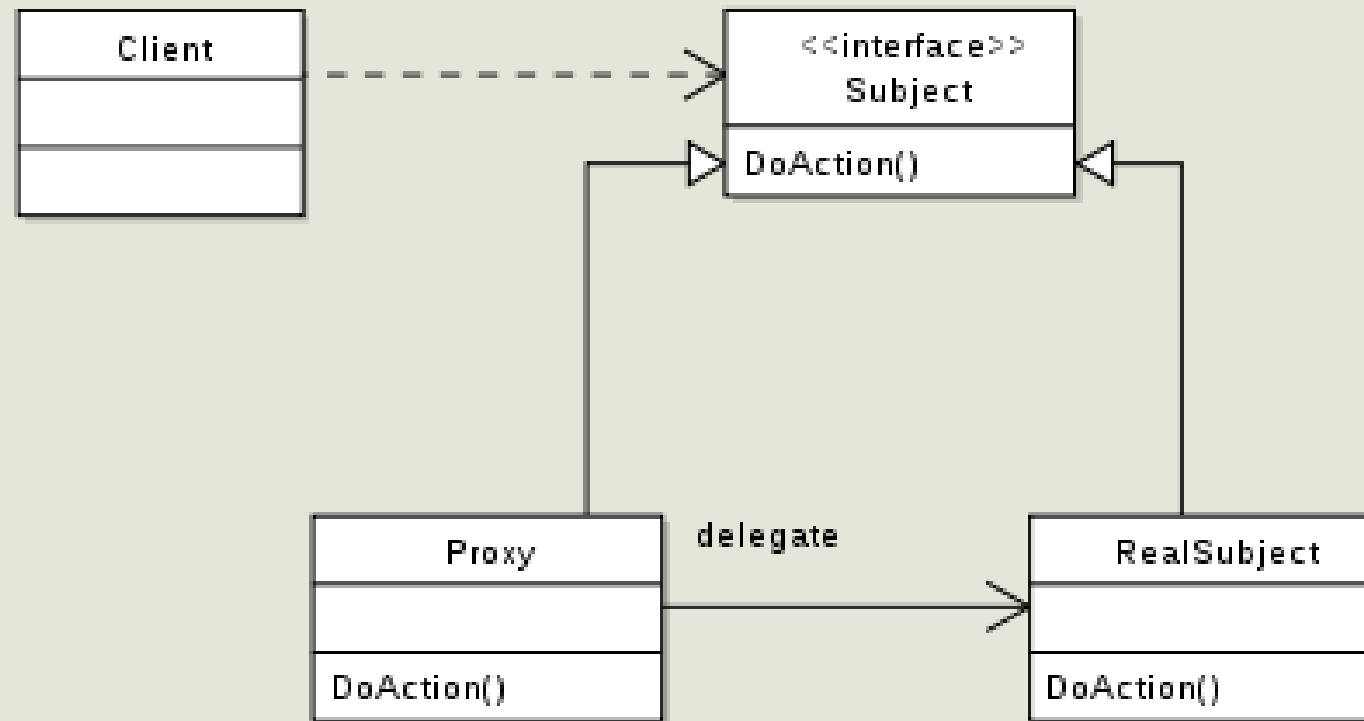 Client
<<interface>>
Subject
DoAction()
Proxy
delegate
RealSubject
DoAction()
DoAction()